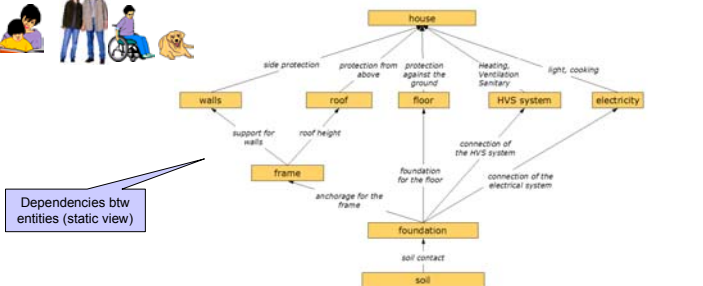 house
side protection
protection from
above
protection
against the
ground
Heating,
Ventilation
Sanitary
light, cooking
walls
roof
floor
HVS system
electricity
support for
walls
roof height
connection of
the HVS system
frame
foundation
for the floor
connection of the
electrical system
Dependencies btw
entities (static view)
anchorage for the
frame
foundation
soil contact
soil